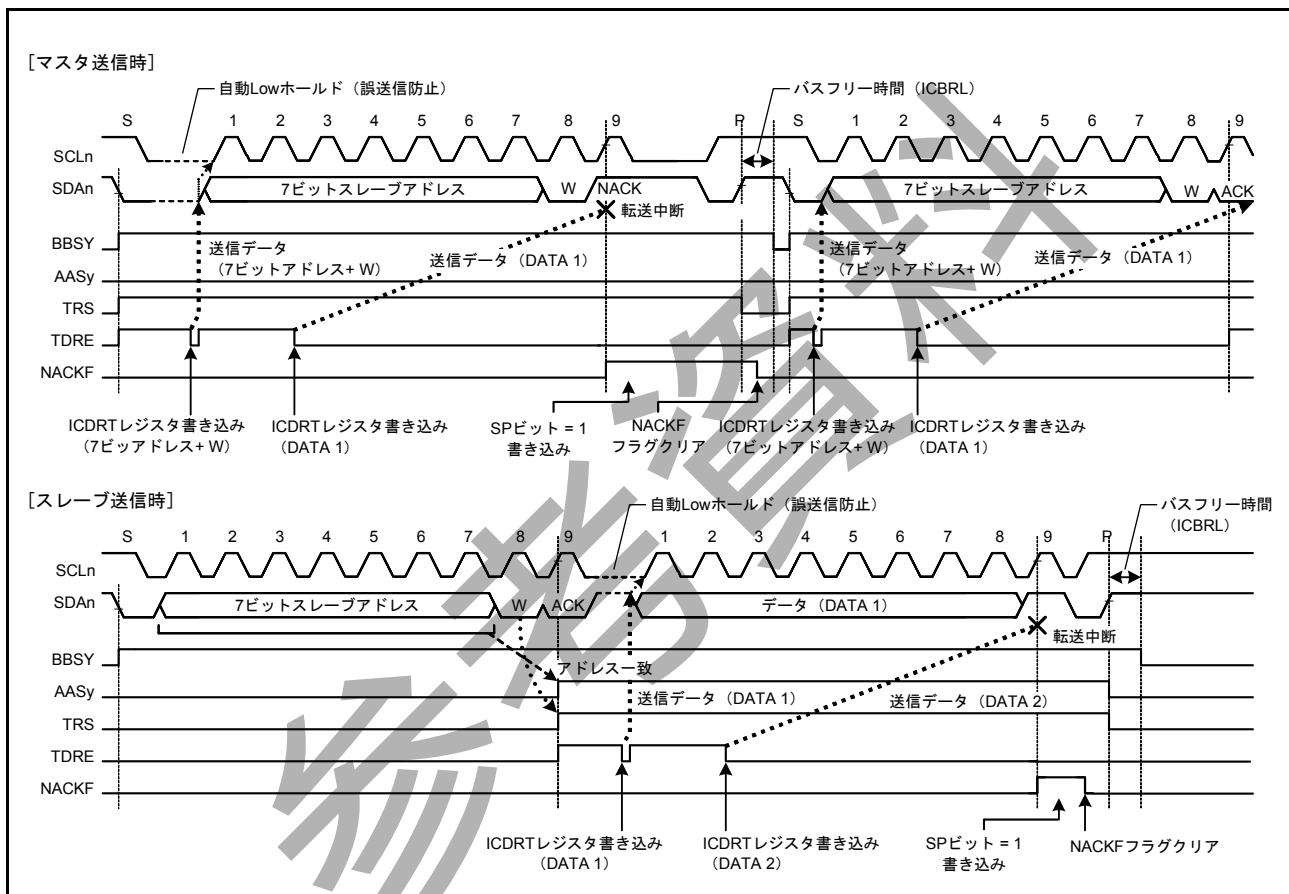 [マスタ送信時]
自動Lowホールド（誤送信防止）
バスフリー時間（ICBRL）
S 1 2 3 4 5 6 7 8 9 P S 1 2 3 4 5 6 7 8 9
SCLn
SDAn 7ビットスレーブアドレス W NACK 7ビットスレーブアドレス W ACK
転送中断
BBSY
送信データ
（7ビットアドレス+ W）
送信データ（DATA 1）
送信データ
（7ビットアドレス+ W）
送信データ（DATA 1）
AASy
TRS
TDRE
NACKF
ICDRTレジスタ書き込み
（7ビッアドレス+ W）
ICDRTレジスタ書き込み
（DATA 1）
SPビット = 1
書き込み
NACKF
フラグクリア
ICDRTレジスタ書き込み
（7ビットアドレス+ W）
ICDRTレジスタ書き込み
（DATA 1）
[スレーブ送信時]
自動Lowホールド（誤送信防止）
バスフリー時間
（ICBRL）
S 1 2 3 4 5 6 7 8 9 1 2 3 4 5 6 7 8 9 P
SCLn
SDAn 7ビットスレーブアドレス W ACK データ（DATA 1）
転送中断
BBSY
アドレス一致
AASy
送信データ（DATA 1）
送信データ（DATA 2）
TRS
TDRE
NACKF
ICDRTレジスタ書き込み
（DATA 1）
ICDRTレジスタ書き込み
（DATA 2）
SPビット = 1
書き込み
NACKFフラグクリア
参考資料